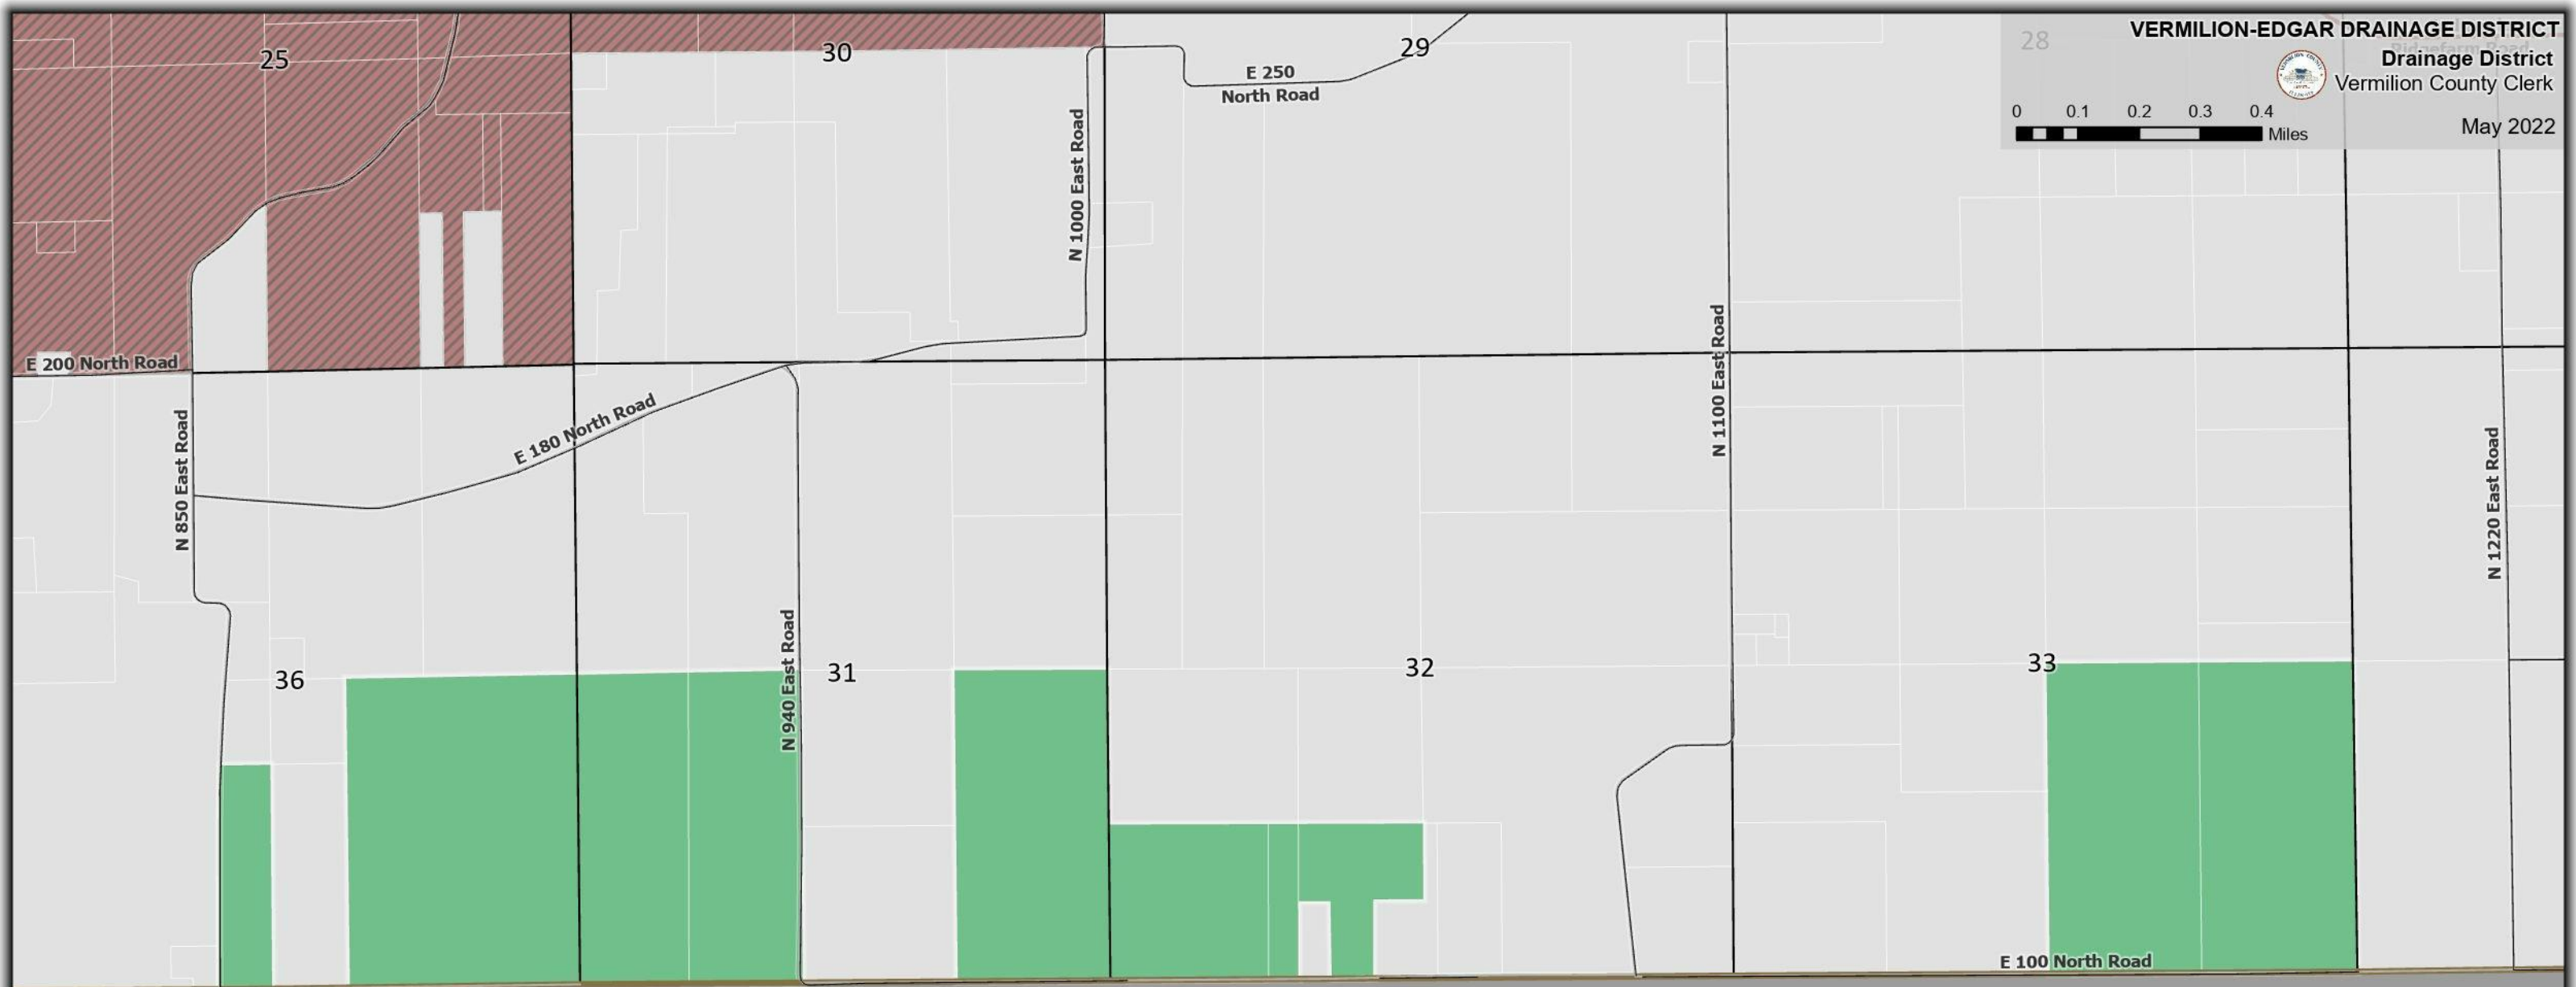 VERMILION-EDGAR DRAINAGE DISTRICT
Drainage District
Vermilion County Clerk
0 0.1 0.2 0.3 0.4
Miles
May 2022
28
Ridgefarm Road
25
30
29
E 250
North Road
N 1000 East Road
E 200 North Road
N 850 East Road
E 180 North Road
N 1100 East Road
N 1220 East Road
N 940 East Road
36
31
32
33
E 100 North Road